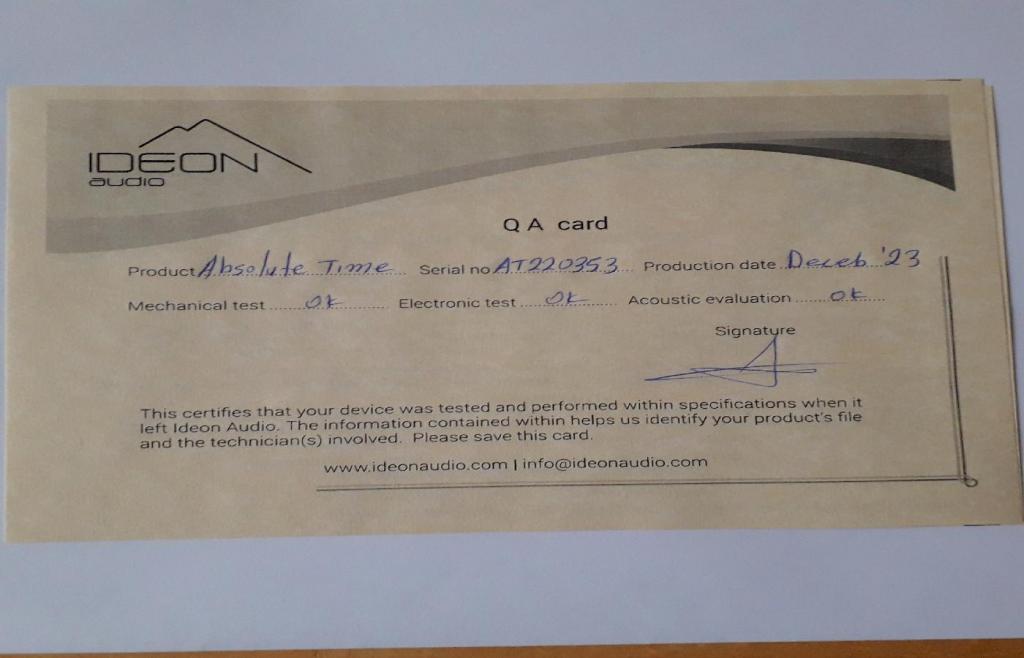 IDEON
audio
Q A card
Product Absolute Time Serial no AT220353 Production date Deceb '23
Mechanical test ok Electronic test ok Acoustic evaluation ok
Signature
This certifies that your device was tested and performed within specifications when it
left Ideon Audio. The information contained within helps us identify your product's file
and the technician(s) involved. Please save this card.
www.ideonaudio.com | info@ideonaudio.com